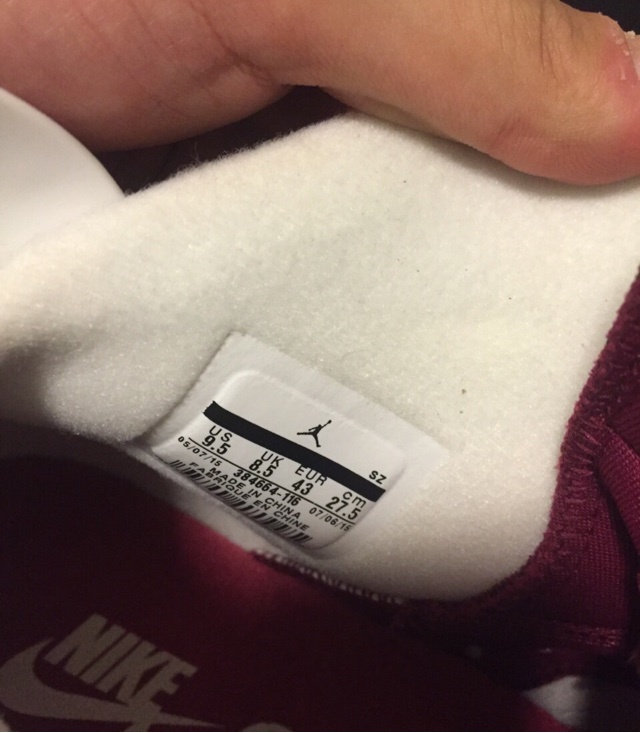 SZ
US UK EUR cm
9.5 8.5 43 27.5
05/07/15 384664-116 07/06/15
MADE IN CHINA
FABRIQUE EN CHINE
NIKE